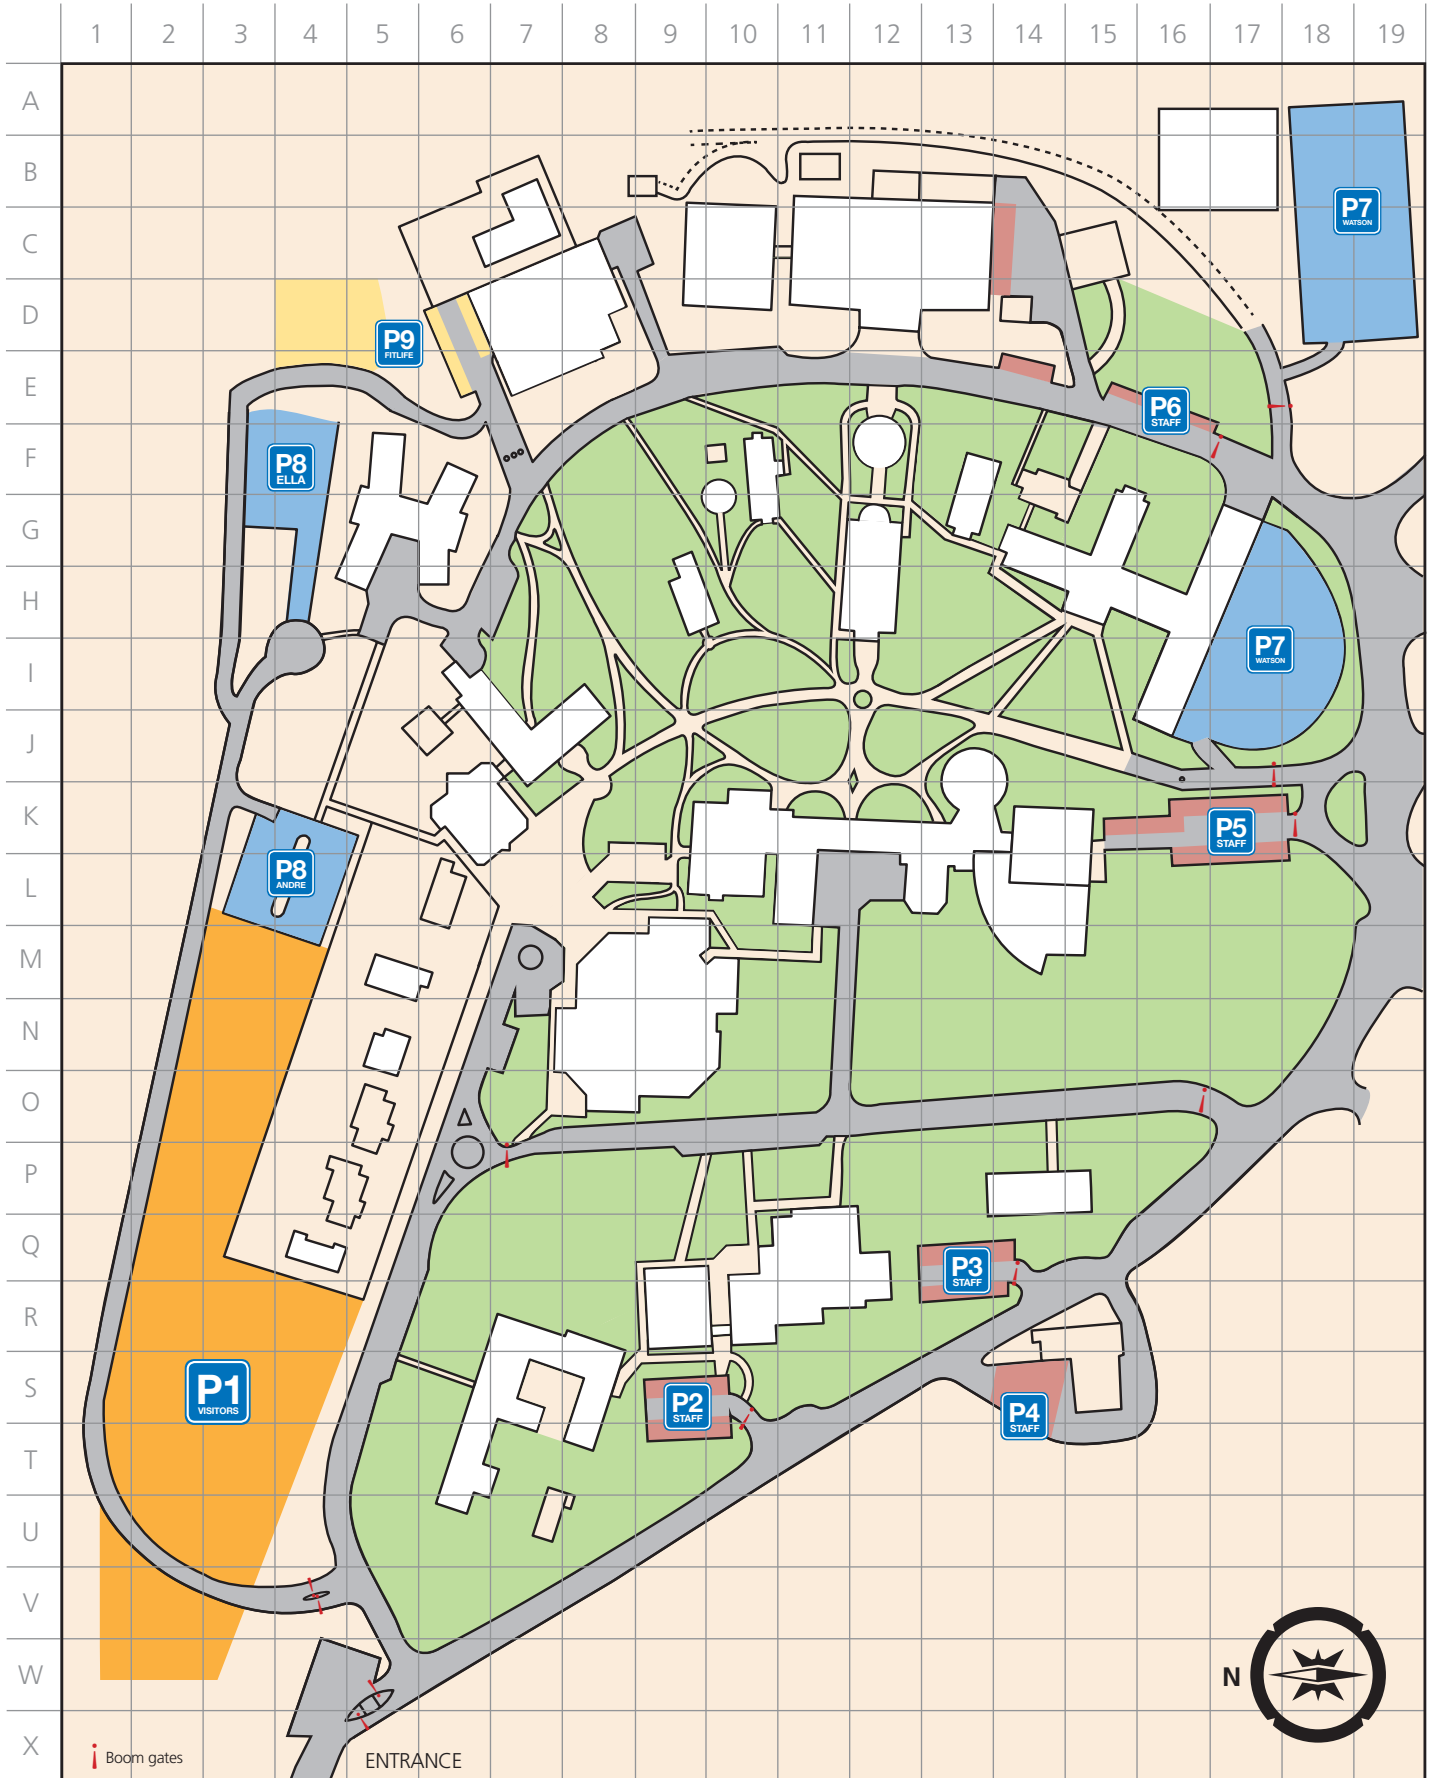 1 2 3 4 5 6 7 8 9 10 11 12 13 14 15 16 17 18 19
A
B
P7
WATSON
C
D
P9
FITLIFE
E
P6
STAFF
F
P8
ELLA
G
H
I
P7
WATSON
J
K
P5
STAFF
L
P8
ANDRE
M
N
O
P
Q
P3
STAFF
R
S
P1
VISITORS
P2
STAFF
P4
STAFF
T
U
V
W
N
X
Boom gates
ENTRANCE